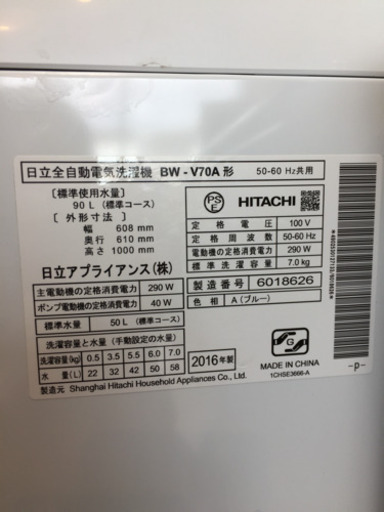 日立全自動電気洗濯機 BW-V70A 形 50-60 Hz共用
〔標準使用水量〕
90 L (標準コース)
〔外形寸法〕
幅 608 mm
奥行 610 mm
高さ 1000 mm
日立アプライアンス(株)
PS
E
HITACHI
定格電圧 100 V
定格周波数 50-60 Hz
電動機の定格消費電力 290 W
標準洗濯容量 7.0 kg
製造番号 6018626
色相 A (ブルー)
主電動機の定格消費電力 290 W
ポンプ電動機の定格消費電力 40 W
標準水量 50 L (標準コース)
洗濯容量と水量 (手動設定の水量)
洗濯容量(kg) 0.5 3.5 5.5 6.0 7.0
水量 (L) 22 32 42 50 58
2016年製
製造元 Shanghai Hitachi Household Appliances Co., Ltd.
MADE IN CHINA
1CHSE3666-A
-P-